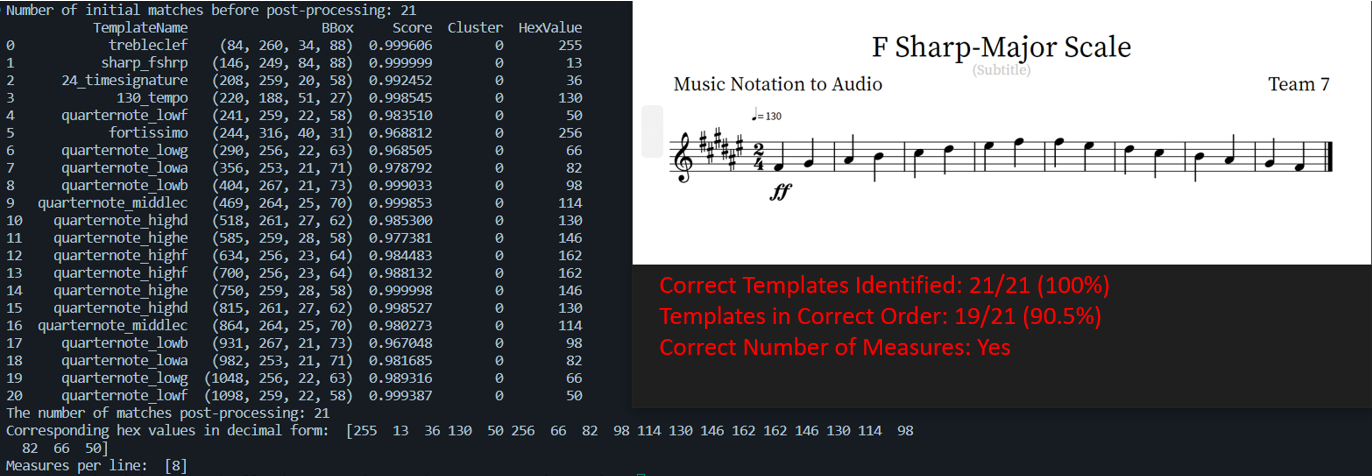 Number of initial matches before post-processing: 21
TemplateName BBox Score Cluster HexValue
0 trebleclef (84, 260, 34, 88) 0.999606 0 255
1 sharp_fshrp (146, 249, 84, 88) 0.999999 0 13
2 24_timesignature (208, 259, 20, 58) 0.992452 0 36
3 130_tempo (220, 188, 51, 27) 0.998545 0 130
4 quarternote_lowf (241, 259, 22, 58) 0.983510 0 50
5 fortissimo (244, 316, 40, 31) 0.968812 0 256
6 quarternote_lowg (290, 256, 22, 63) 0.968505 0 66
7 quarternote_lowa (356, 253, 21, 71) 0.978792 0 82
8 quarternote_lowb (404, 267, 21, 73) 0.999033 0 98
9 quarternote_middlec (469, 264, 25, 70) 0.999853 0 114
10 quarternote_highd (518, 261, 27, 62) 0.985300 0 130
11 quarternote_highe (585, 259, 28, 58) 0.977381 0 146
12 quarternote_highf (634, 256, 23, 64) 0.984483 0 162
13 quarternote_highf (700, 256, 23, 64) 0.988132 0 162
14 quarternote_highe (750, 259, 28, 58) 0.999998 0 146
15 quarternote_highd (815, 261, 27, 62) 0.998527 0 130
16 quarternote_middlec (864, 264, 25, 70) 0.980273 0 114
17 quarternote_lowb (931, 267, 21, 73) 0.967048 0 98
18 quarternote_lowa (982, 253, 21, 71) 0.981685 0 82
19 quarternote_lowg (1048, 256, 22, 63) 0.989316 0 66
20 quarternote_lowf (1098, 259, 22, 58) 0.999387 0 50
The number of matches post-processing: 21
Corresponding hex values in decimal form: [255 13 36 130 50 256 66 82 98 114 130 146 162 162 146 130 114 98
82 66 50]
Measures per line: [8]
F Sharp-Major Scale
(Subtitle)
Music Notation to Audio Team 7
♩= 130
2
4
ff
Correct Templates Identified: 21/21 (100%)
Templates in Correct Order: 19/21 (90.5%)
Correct Number of Measures: Yes